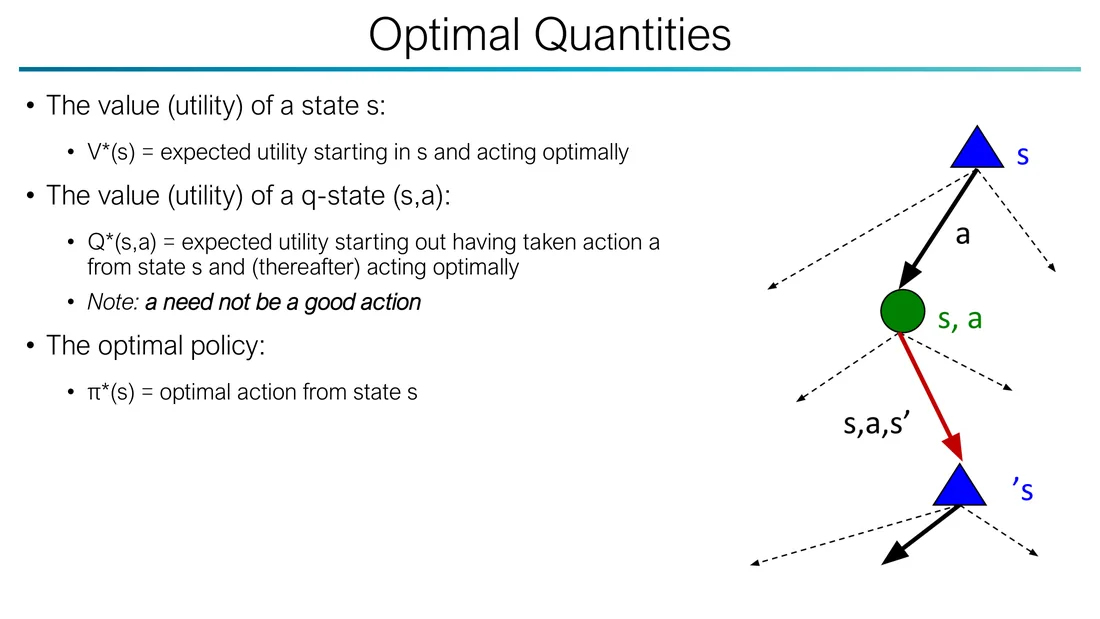 Optimal Quantities
• The value (utility) of a state s:
• V*(s) = expected utility starting in s and acting optimally
• The value (utility) of a q-state (s,a):
• Q*(s,a) = expected utility starting out having taken action a
from state s and (thereafter) acting optimally
• Note: a need not be a good action
• The optimal policy:
• π*(s) = optimal action from state s
s
a
s, a
s,a,s’
’s